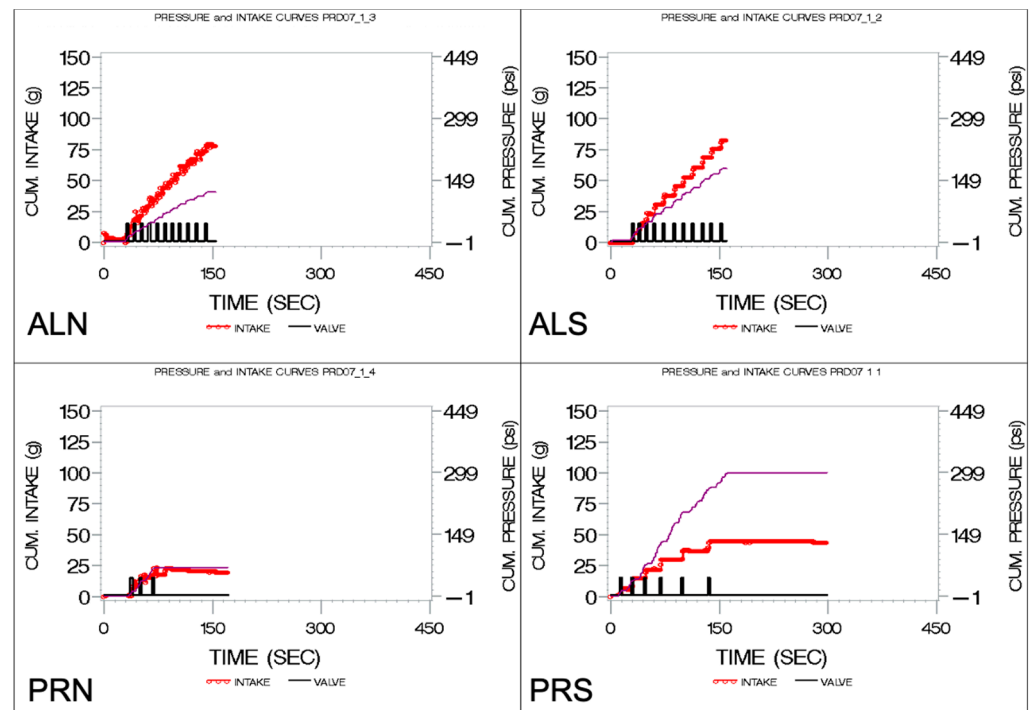 PRESSURE and INTAKE CURVES PRD07_1_3
CUM. INTAKE (g)
150
125
100
75
50
25
0
449
299
149
−1
CUM. PRESSURE (psi)
0 150 300 450
TIME (SEC)
INTAKE VALVE
ALN
PRESSURE and INTAKE CURVES PRD07_1_2
CUM. INTAKE (g)
150
125
100
75
50
25
0
449
299
149
−1
CUM. PRESSURE (psi)
0 150 300 450
TIME (SEC)
INTAKE VALVE
ALS
PRESSURE and INTAKE CURVES PRD07_1_4
CUM. INTAKE (g)
150
125
100
75
50
25
0
449
299
149
−1
CUM. PRESSURE (psi)
0 150 300 450
TIME (SEC)
INTAKE VALVE
PRN
PRESSURE and INTAKE CURVES PRD07 1 1
CUM. INTAKE (g)
150
125
100
75
50
25
0
449
299
149
−1
CUM. PRESSURE (psi)
0 150 300 450
TIME (SEC)
INTAKE VALVE
PRS